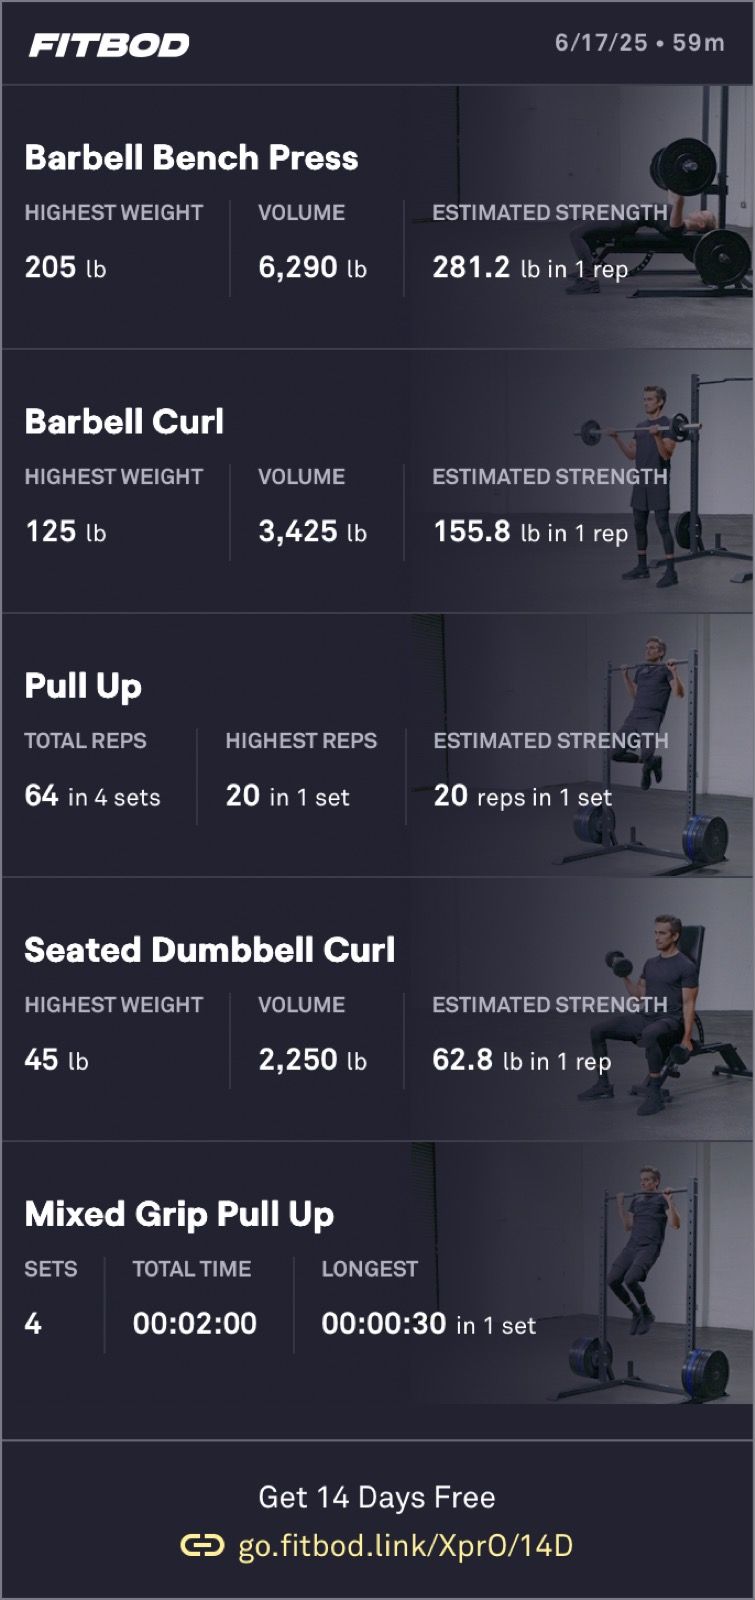 FITBOD
6/17/25 • 59m
Barbell Bench Press
HIGHEST WEIGHT VOLUME ESTIMATED STRENGTH
205 lb 6,290 lb 281.2 lb in 1 rep
Barbell Curl
HIGHEST WEIGHT VOLUME ESTIMATED STRENGTH
125 lb 3,425 lb 155.8 lb in 1 rep
Pull Up
TOTAL REPS HIGHEST REPS ESTIMATED STRENGTH
64 in 4 sets 20 in 1 set 20 reps in 1 set
Seated Dumbbell Curl
HIGHEST WEIGHT VOLUME ESTIMATED STRENGTH
45 lb 2,250 lb 62.8 lb in 1 rep
Mixed Grip Pull Up
SETS TOTAL TIME LONGEST
4 00:02:00 00:00:30 in 1 set
Get 14 Days Free
go.fitbod.link/XprO/14D